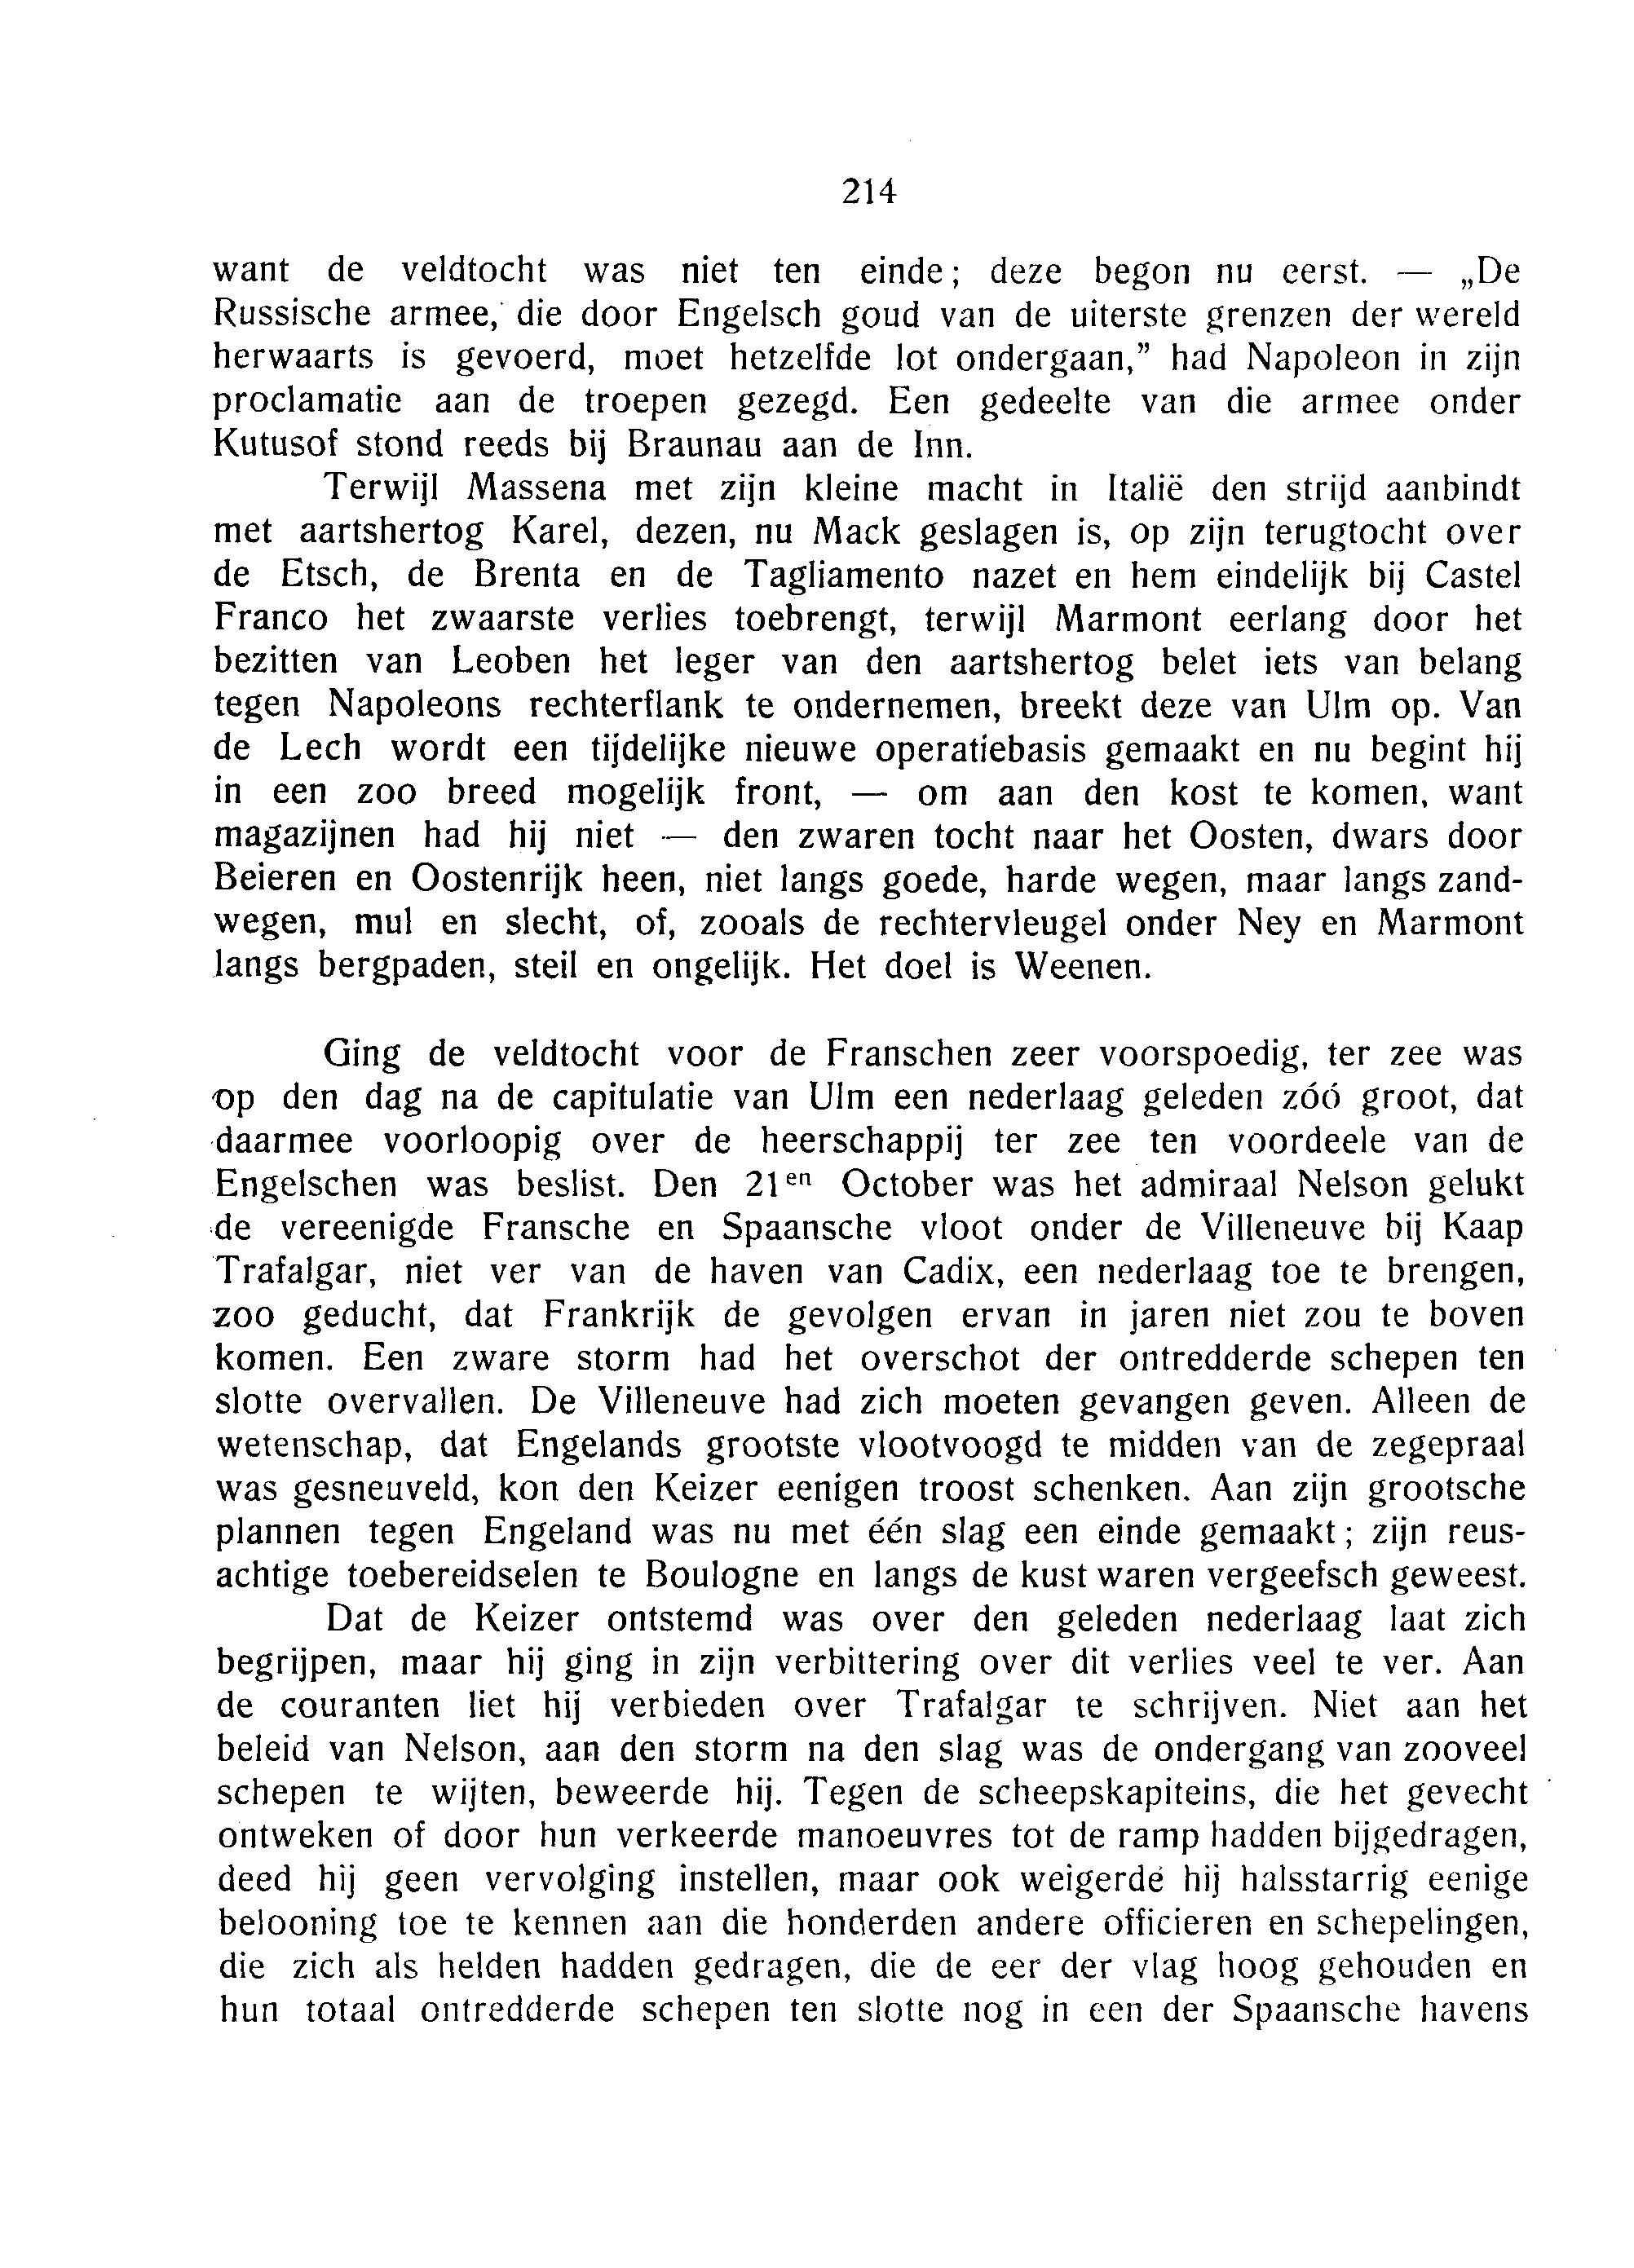 214
want de veldtocht was niet ten einde; deze begon nu eerst. — „De
Russische armee, die door Engelsch goud van de uiterste grenzen der wereld
herwaarts is gevoerd, moet hetzelfde lot ondergaan,” had Napoleon in zijn
proclamatie aan de troepen gezegd. Een gedeelte van die armee onder
Kutusof stond reeds bij Braunau aan de Inn.
Terwijl Massena met zijn kleine macht in Italië den strijd aanbindt
met aartshertog Karel, dezen, nu Mack geslagen is, op zijn terugtocht over
de Etsch, de Brenta en de Tagliamento nazet en hem eindelijk bij Castel
Franco het zwaarste verlies toebrengt, terwijl Marmont eerlang door het
bezitten van Leoben het leger van den aartshertog belet iets van belang
tegen Napoleons rechterflank te ondernemen, breekt deze van Ulm op. Van
de Lech wordt een tijdelijke nieuwe operatiebasis gemaakt en nu begint hij
in een zoo breed mogelijk front, — om aan den kost te komen, want
magazijnen had hij niet — den zwaren tocht naar het Oosten, dwars door
Beieren en Oostenrijk heen, niet langs goede, harde wegen, maar langs zand-
wegen, mul en slecht, of, zooals de rechtervleugel onder Ney en Marmont
langs bergpaden, steil en ongelijk. Het doel is Weenen.
Ging de veldtocht voor de Franschen zeer voorspoedig, ter zee was
op den dag na de capitulatie van Ulm een nederlaag geleden zóó groot, dat
daarmee voorloopig over de heerschappij ter zee ten voordeele van de
Engelschen was beslist. Den 21en October was het admiraal Nelson gelukt
de vereenigde Fransche en Spaansche vloot onder de Villeneuve bij Kaap
Trafalgar, niet ver van de haven van Cadix, een nederlaag toe te brengen,
zoo geducht, dat Frankrijk de gevolgen ervan in jaren niet zou te boven
komen. Een zware storm had het overschot der ontredderde schepen ten
slotte overvallen. De Villeneuve had zich moeten gevangen geven. Alleen de
wetenschap, dat Engelands grootste vlootvoogd te midden van de zegepraal
was gesneuveld, kon den Keizer eenigen troost schenken. Aan zijn grootsche
plannen tegen Engeland was nu met één slag een einde gemaakt; zijn reus-
achtige toebereidselen te Boulogne en langs de kust waren vergeefsch geweest.
Dat de Keizer ontstemd was over den geleden nederlaag laat zich
begrijpen, maar hij ging in zijn verbittering over dit verlies veel te ver. Aan
de couranten liet hij verbieden over Trafalgar te schrijven. Niet aan het
beleid van Nelson, aan den storm na den slag was de ondergang van zooveel
schepen te wijten, beweerde hij. Tegen de scheepskapiteins, die het gevecht
ontweken of door hun verkeerde manoeuvres tot de ramp hadden bijgedragen,
deed hij geen vervolging instellen, maar ook weigerde hij halsstarrig eenige
belooning toe te kennen aan die honderden andere officieren en schepelingen,
die zich als helden hadden gedragen, die de eer der vlag hoog gehouden en
hun totaal ontredderde schepen ten slotte nog in een der Spaansche havens